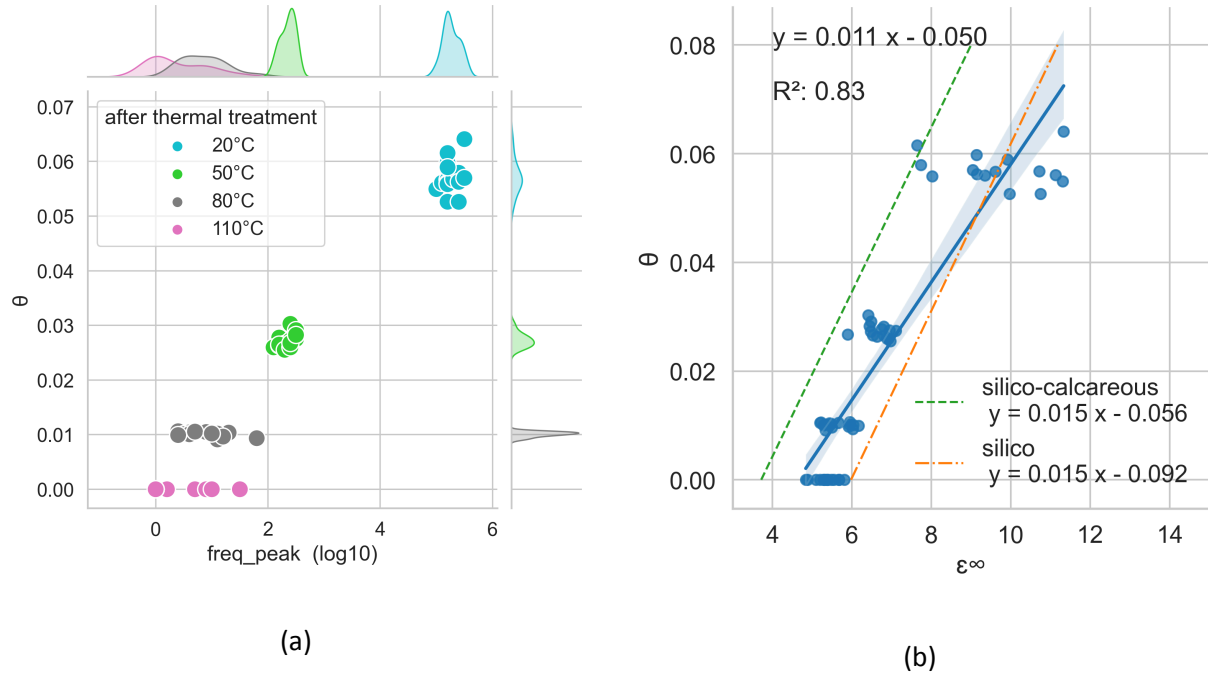 after thermal treatment
20°C
50°C
80°C
110°C
0.07
0.06
0.05
0.04
0.03
0.02
0.01
0.00
θ
0
2
4
6
freq_peak (log10)
(a)
y = 0.011 x - 0.050
R²: 0.83
0.08
0.06
0.04
0.02
0.00
θ
silico-calcareous
y = 0.015 x - 0.056
silico
y = 0.015 x - 0.092
4
6
8
10
12
14
ε∞
(b)